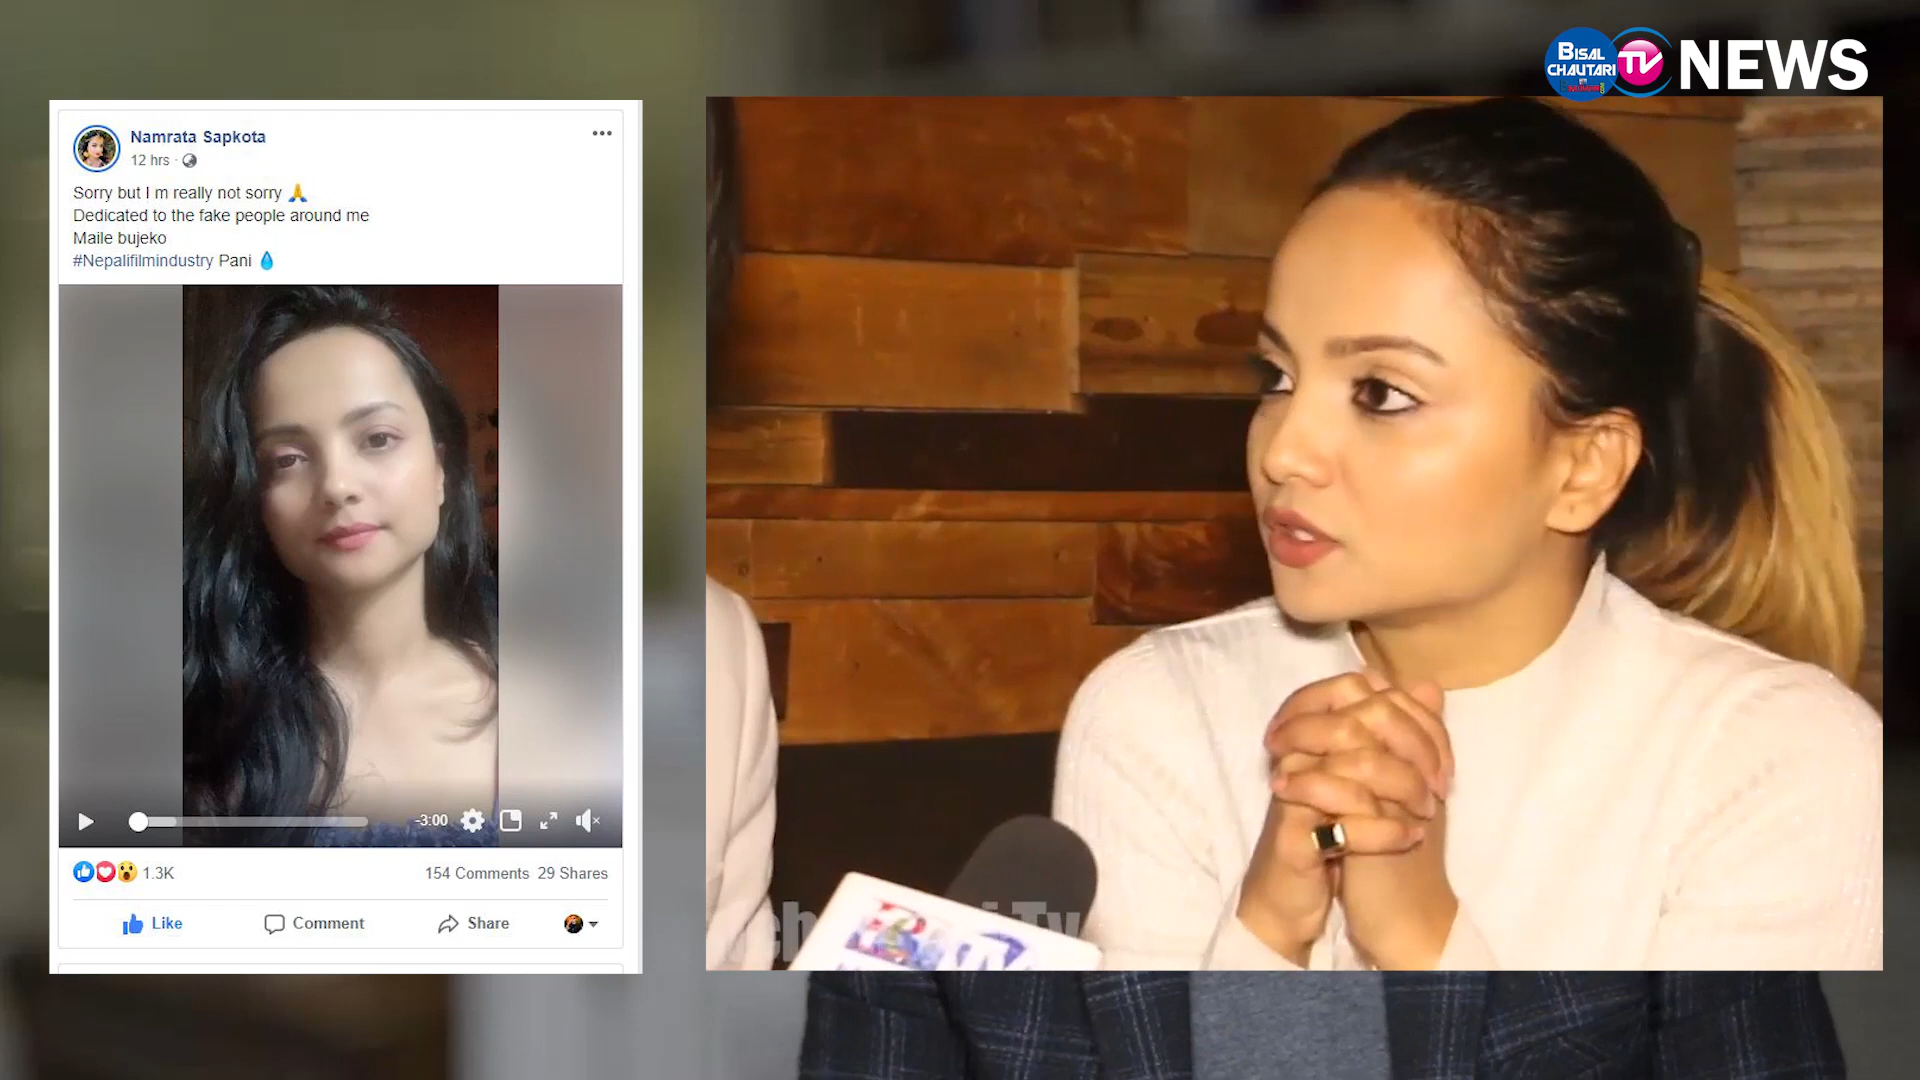 BISAL
CHAUTARI
TV
NEWS
Namrata Sapkota
12 hrs ·
Sorry but I m really not sorry 🙏
Dedicated to the fake people around me
Maile bujeko
#Nepalifilmindustry Pani 💧
-3:00
1.3K
154 Comments 29 Shares
Like
Comment
Share
Tv